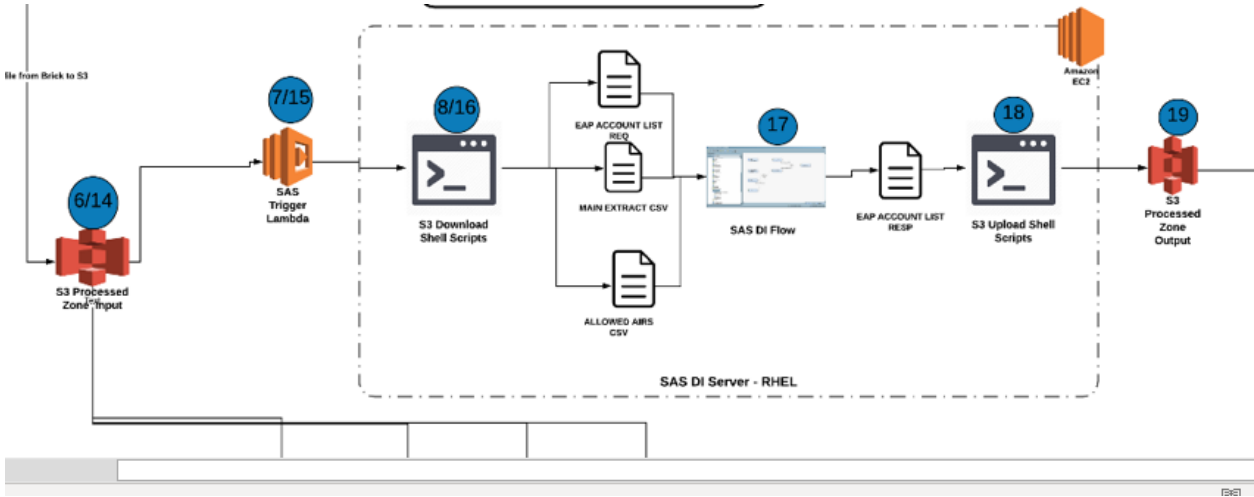 file from Brick to S3
6/14
S3 Processed
Zone Input
Text
7/15
SAS
Trigger
Lambda
8/16
S3 Download
Shell Scripts
EAP ACCOUNT LIST
REQ
MAIN EXTRACT CSV
ALLOWED AIRS
CSV
17
SAS DI Flow
EAP ACCOUNT LIST
RESP
18
S3 Upload Shell
Scripts
Amazon
EC2
19
S3
Processed
Zone
Output
SAS DI Server - RHEL